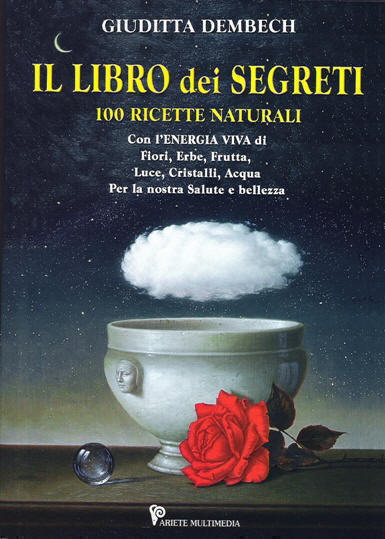 GIUDITTA DEMBECH
IL LIBRO dei SEGRETI
100 RICETTE NATURALI
Con l'ENERGIA VIVA di
Fiori, Erbe, Frutta,
Luce, Cristalli, Acqua
Per la nostra Salute e bellezza
ARIETE MULTIMEDIA